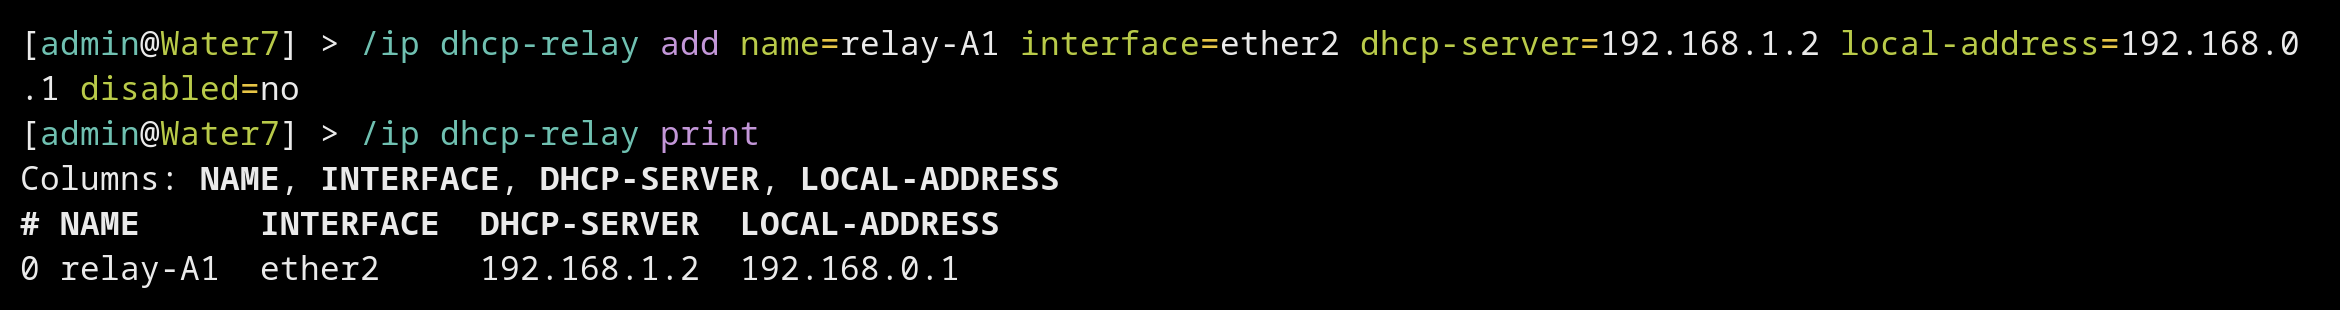 [admin@Water7] > /ip dhcp-relay add name=relay-A1 interface=ether2 dhcp-server=192.168.1.2 local-address=192.168.0
.1 disabled=no
[admin@Water7] > /ip dhcp-relay print
Columns: NAME, INTERFACE, DHCP-SERVER, LOCAL-ADDRESS
# NAME      INTERFACE  DHCP-SERVER  LOCAL-ADDRESS
0 relay-A1  ether2     192.168.1.2  192.168.0.1